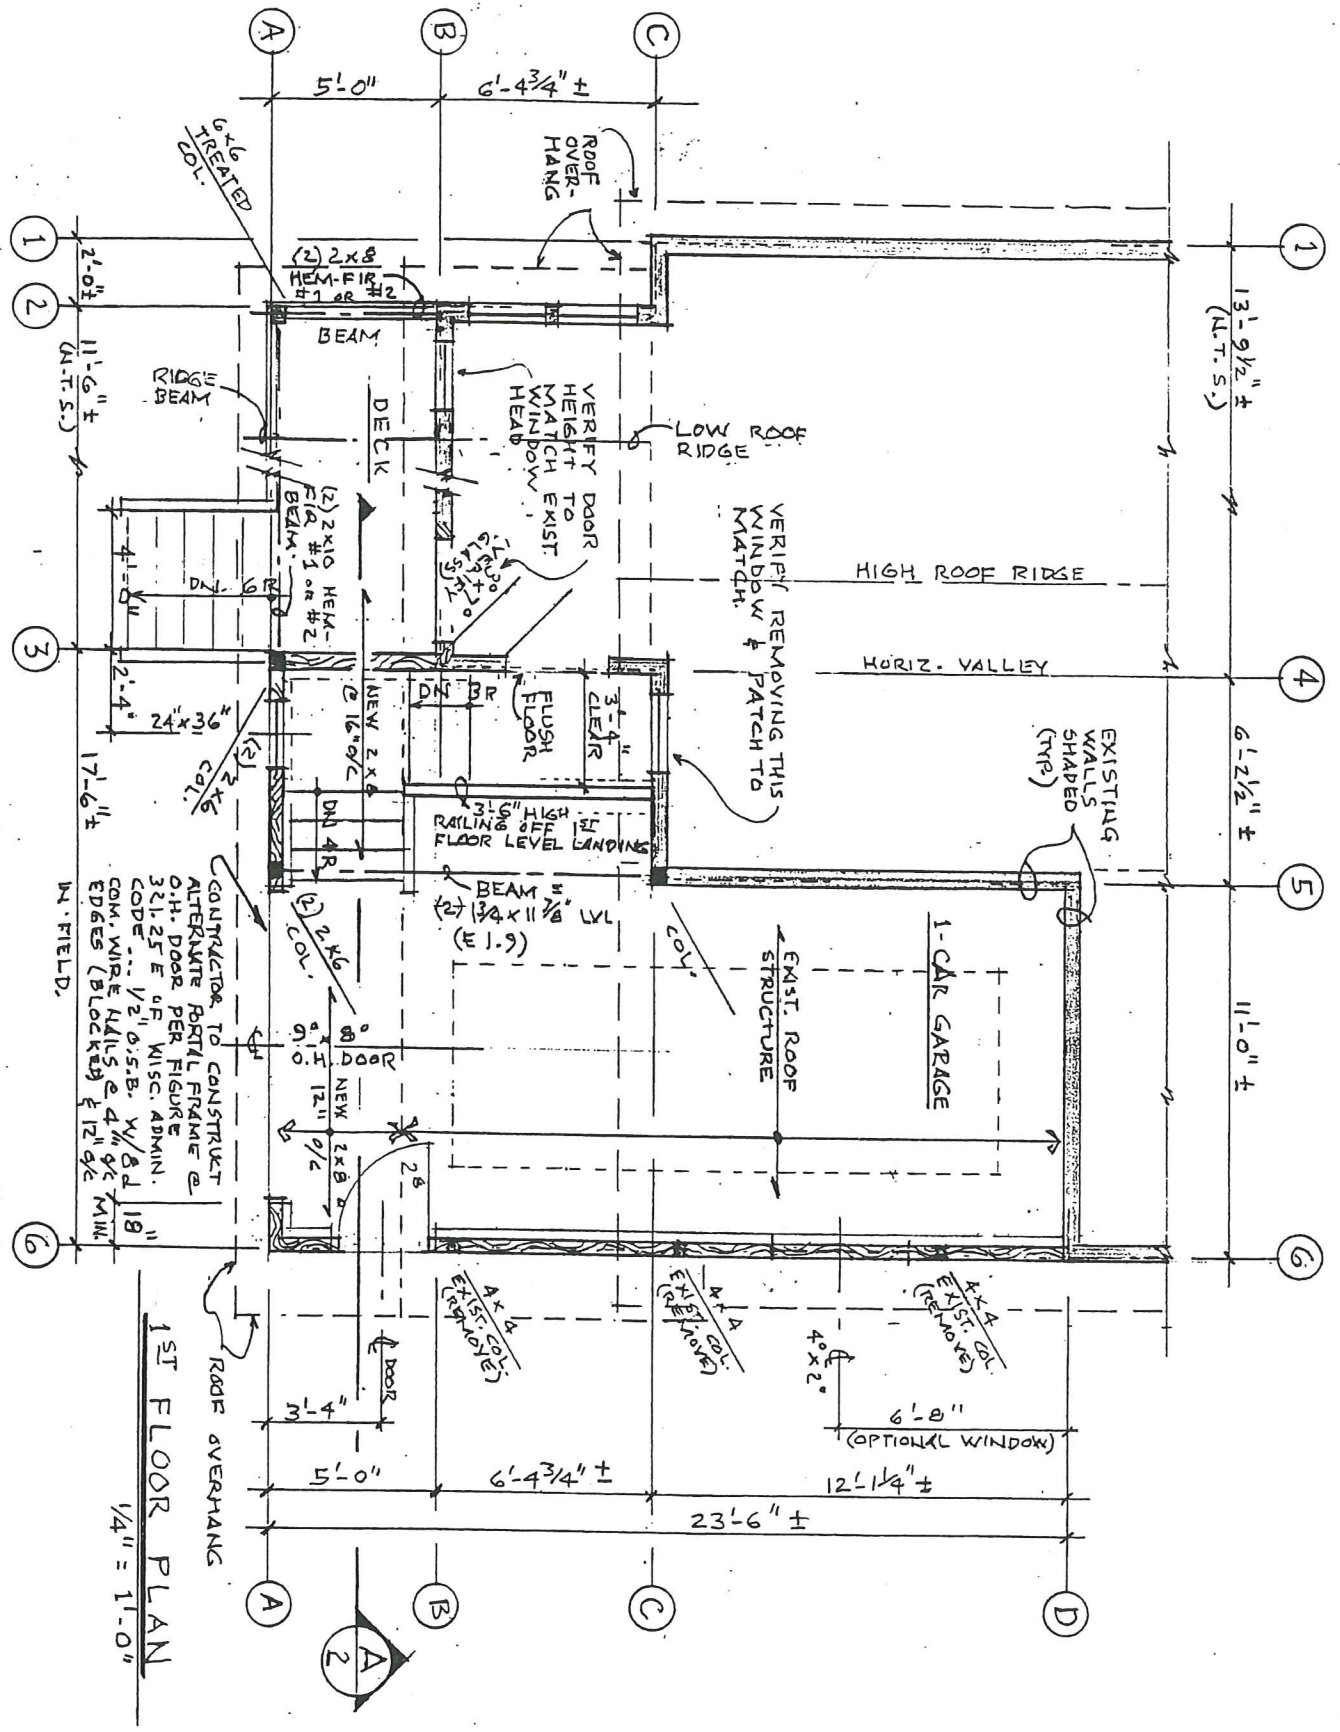 A
B
C
5'-0"
6'-4 3/4" ±
6x6
TREATED
COL.
ROOF
OVER-
HANG
1
2'-0"±
2
11'-6" ±
(N.T.S.)
3
2'-4"
17'-6"±
6
1
13'-9 1/2" ±
(N.T.S.)
4
6'-2 1/2" ±
5
11'-0" ±
6
(2) 2x8
HEM-FIR
#1 OR #2
BEAM
RIDGE
BEAM
DECK
VERIFY DOOR
HEIGHT TO
MATCH EXIST.
WINDOW
HEAD
LOW ROOF
RIDGE
(2) 2x10 HEM-
FIR #1 OR #2
BEAM.
4'-0"
DN. 6R
(VERIFY
GLASS)
VERIFY REMOVING THIS
WINDOW & PATCH TO
MATCH.
HIGH ROOF RIDGE
HORIZ. VALLEY
24"x36"
(2) 2x6
COL.
NEW 2x8
@ 16" O/C
DN 3R
FLUSH
FLOOR
3'-4"
CLEAR
EXISTING
WALLS
SHADED
(TYP.)
DN 4R
3'-6" HIGH
RAILING OFF 1ST
FLOOR LEVEL LANDING
BEAM
(2) 1 3/4 x 11 7/8" LVL
(E 1.9)
(2) 2x6
COL.
COL.
1-CAR GARAGE
EXIST. ROOF
STRUCTURE
9⁰ x 8⁰
O.H. DOOR
NEW 2x8 @
12" O/C
2⁸
CONTRACTOR TO CONSTRUCT
ALTERNATE PORTAL FRAME @
O.H. DOOR PER FIGURE
321.25 E OF WISC. ADMIN.
CODE ... 1/2" O.S.B. W/8d
COM. WIRE NAILS @ 4" O/C
EDGES (BLOCKED) & 12" O/C
IN FIELD.
18"
MIN.
4x4
EXIST. COL.
(REMOVE)
4x4
EXIST. COL.
(REMOVE)
4x4
EXIST. COL.
(REMOVE)
℄ DOOR
℄
4⁰ x 2⁰
3'-4"
6'-8"
(OPTIONAL WINDOW)
5'-0"
6'-4 3/4" ±
12'-1 1/4" ±
23'-6" ±
ROOF OVERHANG
A
B
C
D
A
2
1ST FLOOR PLAN
1/4" = 1'-0"